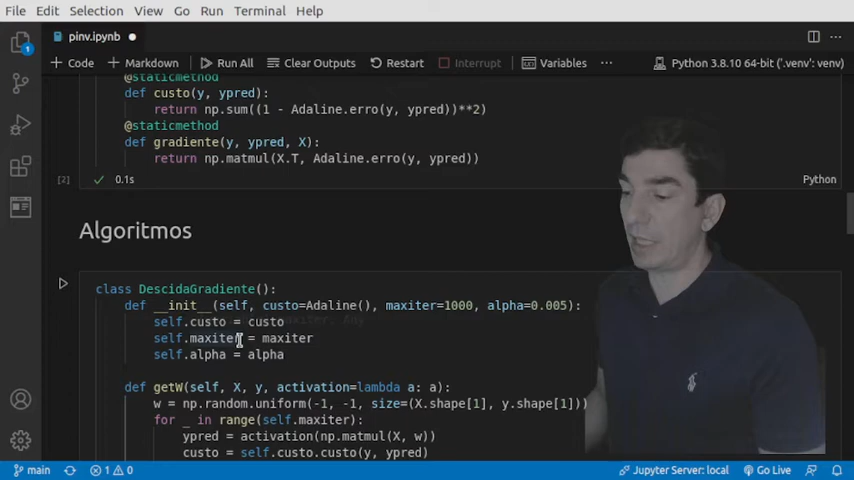 File Edit Selection View Go Run Terminal Help
pinv.ipynb
1
Code Markdown Run All Clear Outputs Restart Interrupt Variables ··· Python 3.8.10 64-bit ('.venv': venv)
@staticmethod
def custo(y, ypred):
return np.sum((1 - Adaline.erro(y, ypred))**2)
@staticmethod
def gradiente(y, ypred, X):
return np.matmul(X.T, Adaline.erro(y, ypred))
[2] 0.1s Python
Algoritmos
class DescidaGradiente():
def __init__(self, custo=Adaline(), maxiter=1000, alpha=0.005):
self.custo = custo
self.maxiter = maxiter
self.alpha = alpha
def getW(self, X, y, activation=lambda a: a):
w = np.random.uniform(-1, -1, size=(X.shape[1], y.shape[1]))
for _ in range(self.maxiter):
ypred = activation(np.matmul(X, w))
custo = self.custo.custo(y, ypred)
main 1 0 Jupyter Server: local Go Live